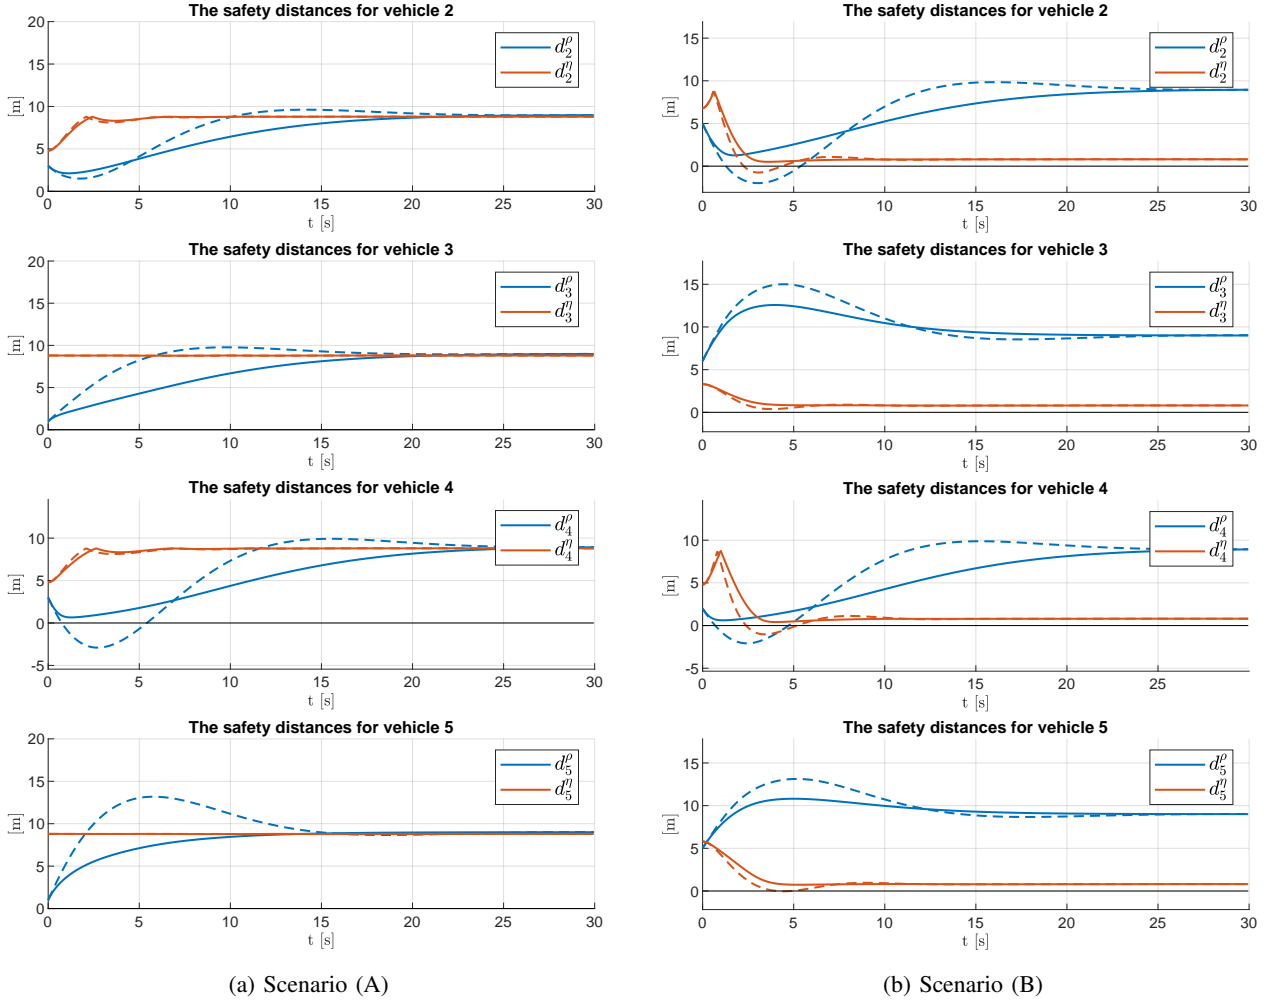 The safety distances for vehicle 2
20
15
10
5
0
[m]
0 5 10 15 20 25 30
t [s]
d_2^ρ
d_2^η
The safety distances for vehicle 3
20
15
10
5
0
[m]
0 5 10 15 20 25 30
t [s]
d_3^ρ
d_3^η
The safety distances for vehicle 4
10
5
0
-5
[m]
0 5 10 15 20 25 30
t [s]
d_4^ρ
d_4^η
The safety distances for vehicle 5
20
15
10
5
0
[m]
0 5 10 15 20 25 30
t [s]
d_5^ρ
d_5^η
(a) Scenario (A)
The safety distances for vehicle 2
15
10
5
0
[m]
0 5 10 15 20 25 30
t [s]
d_2^ρ
d_2^η
The safety distances for vehicle 3
15
10
5
0
[m]
0 5 10 15 20 25 30
t [s]
d_3^ρ
d_3^η
The safety distances for vehicle 4
10
5
0
-5
[m]
0 5 10 15 20 25
t [s]
d_4^ρ
d_4^η
The safety distances for vehicle 5
15
10
5
0
[m]
0 5 10 15 20 25 30
t [s]
d_5^ρ
d_5^η
(b) Scenario (B)